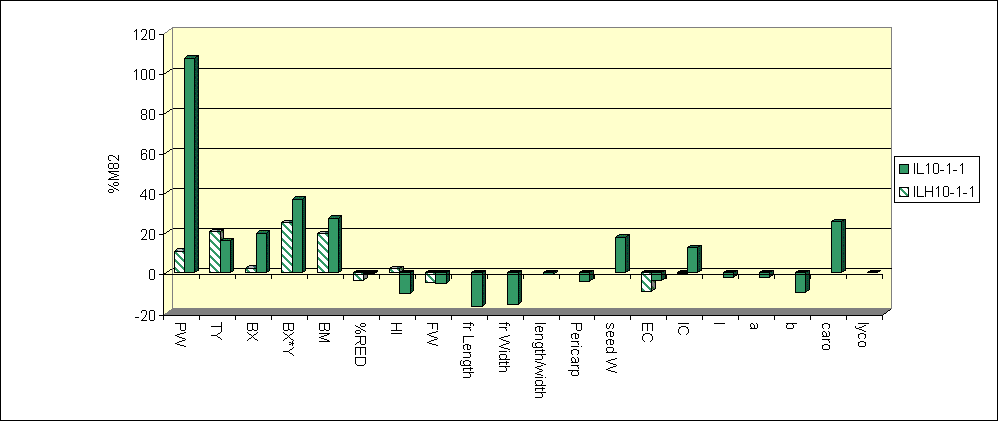 120
100
80
60
40
20
0
-20
%M82
PW
TY
BX
BX*Y
BM
%RED
HI
FW
fr Length
fr Width
length/width
Pericarp
seed W
EC
IC
l
a
b
caro
lyco
IL10-1-1
ILH10-1-1